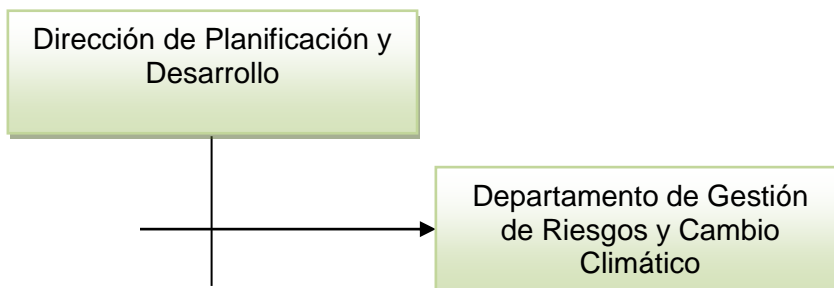 Dirección de Planificación y
Desarrollo
Departamento de Gestión
de Riesgos y Cambio
Climático